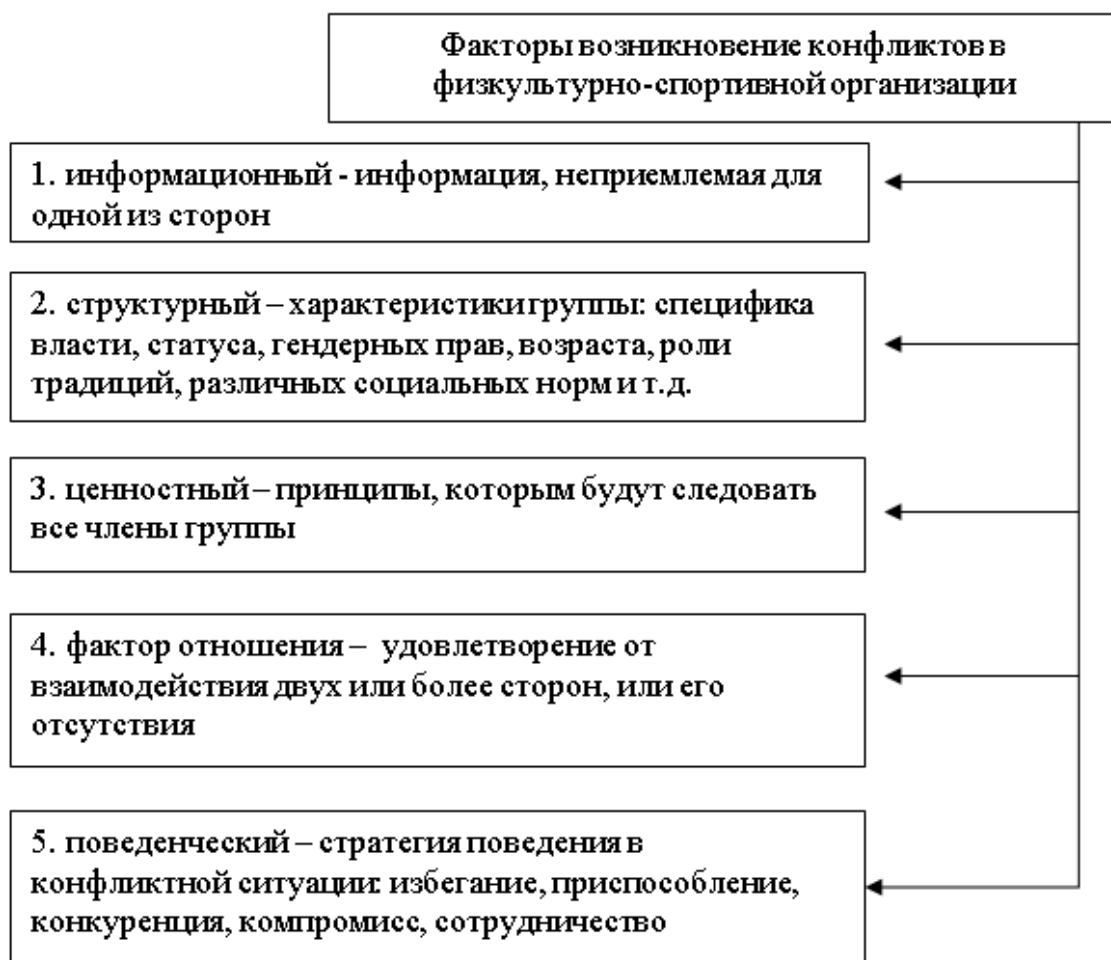 Факторы возникновение конфликтов в
физкультурно-спортивной организации
1. информационный - информация, неприемлемая для
одной из сторон
2. структурный – характеристики группы: специфика
власти, статуса, гендерных прав, возраста, роли
традиций, различных социальных норм и т.д.
3. ценностный – принципы, которым будут следовать
все члены группы
4. фактор отношения – удовлетворение от
взаимодействия двух или более сторон, или его
отсутствия
5. поведенческий – стратегия поведения в
конфликтной ситуации: избегание, приспособление,
конкуренция, компромисс, сотрудничество